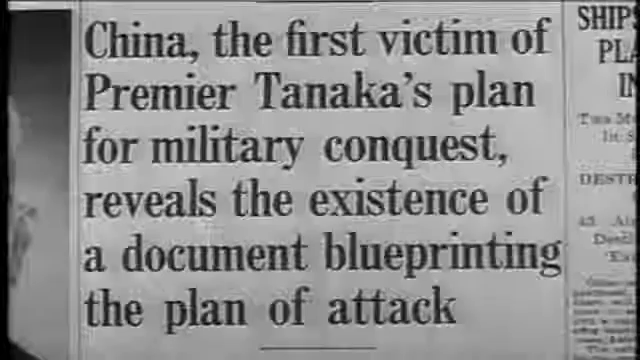 China, the first victim of
Premier Tanaka's plan
for military conquest,
reveals the existence of
a document blueprinting
the plan of attack
SHIPS